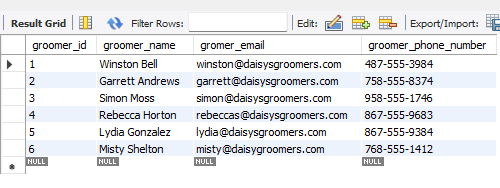 Result Grid Filter Rows: Edit: Export/Import:
groomer_id groomer_name gromer_email groomer_phone_number
1 Winston Bell winston@daisysgroomers.com 487-555-3984
2 Garrett Andrews garrett@daisysgroomers.com 758-555-8374
3 Simon Moss simon@daisysgroomers.com 958-555-1746
4 Rebecca Horton rebeccas@daisysgroomers.com 867-555-9683
5 Lydia Gonzalez lydia@daisysgroomers.com 867-555-9384
6 Misty Shelton misty@daisygroomers.com 768-555-1412
NULL NULL NULL NULL